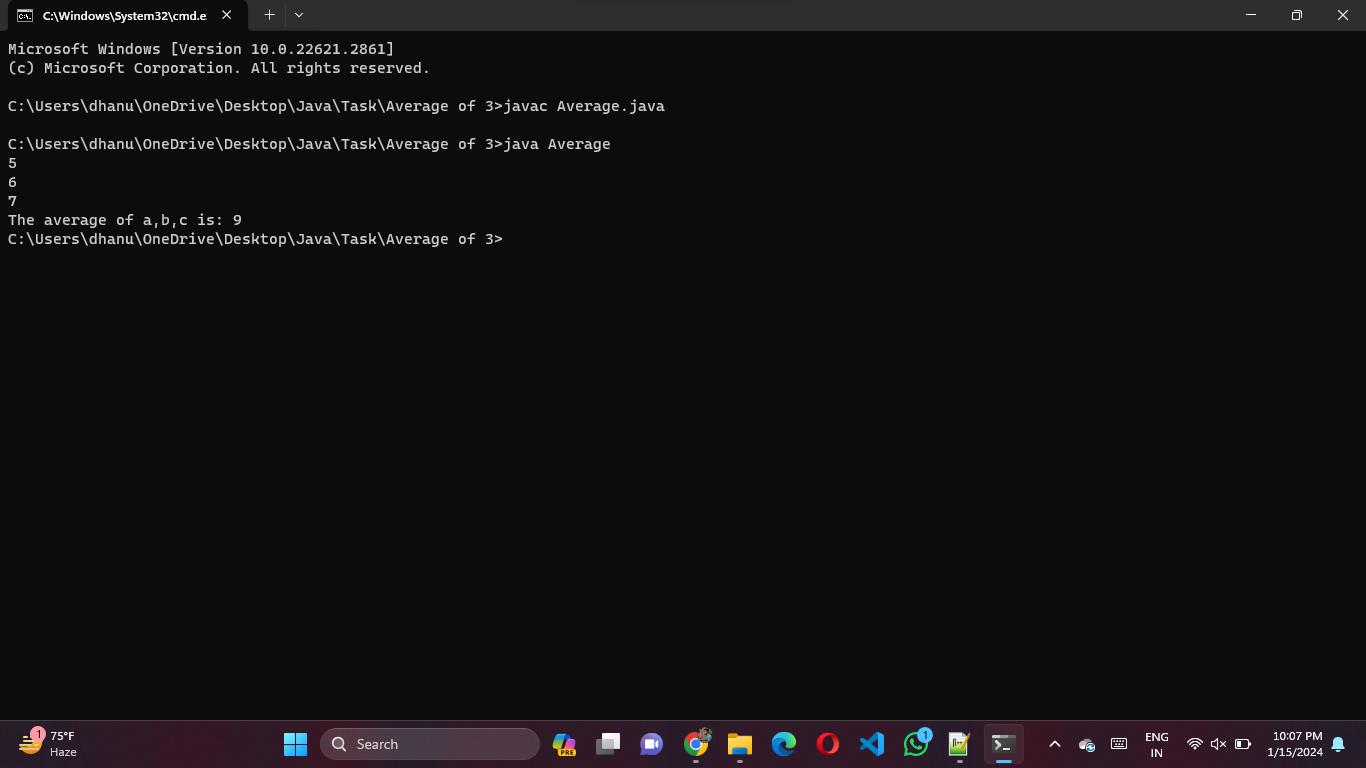 C:\Windows\System32\cmd.e
Microsoft Windows [Version 10.0.22621.2861]
(c) Microsoft Corporation. All rights reserved.
C:\Users\dhanu\OneDrive\Desktop\Java\Task\Average of 3>javac Average.java
C:\Users\dhanu\OneDrive\Desktop\Java\Task\Average of 3>java Average
5
6
7
The average of a,b,c is: 9
C:\Users\dhanu\OneDrive\Desktop\Java\Task\Average of 3>
1
75°F
Haze
Search
PRE
1
ENG
IN
10:07 PM
1/15/2024